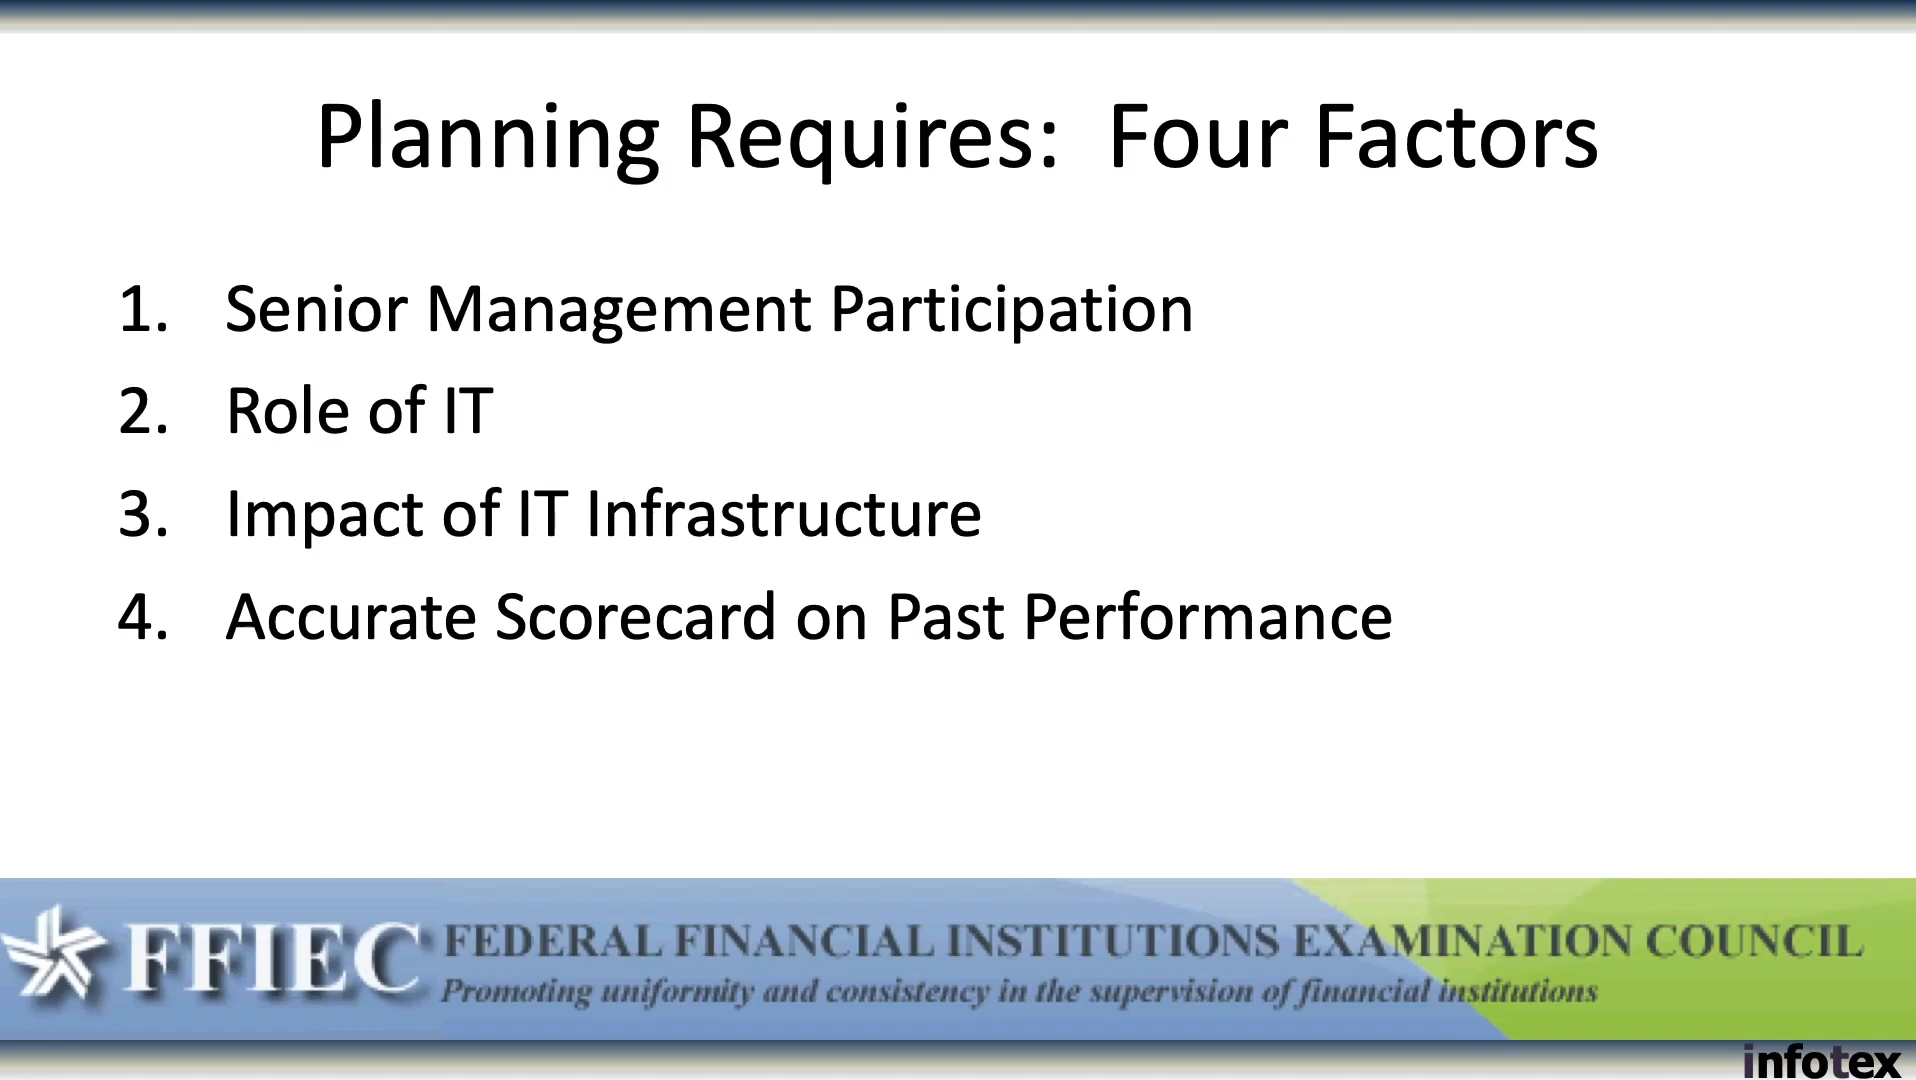 Planning Requires:  Four Factors
1. Senior Management Participation
2. Role of IT
3. Impact of IT Infrastructure
4. Accurate Scorecard on Past Performance
FFIEC FEDERAL FINANCIAL INSTITUTIONS EXAMINATION COUNCIL
Promoting uniformity and consistency in the supervision of financial institutions
infotex